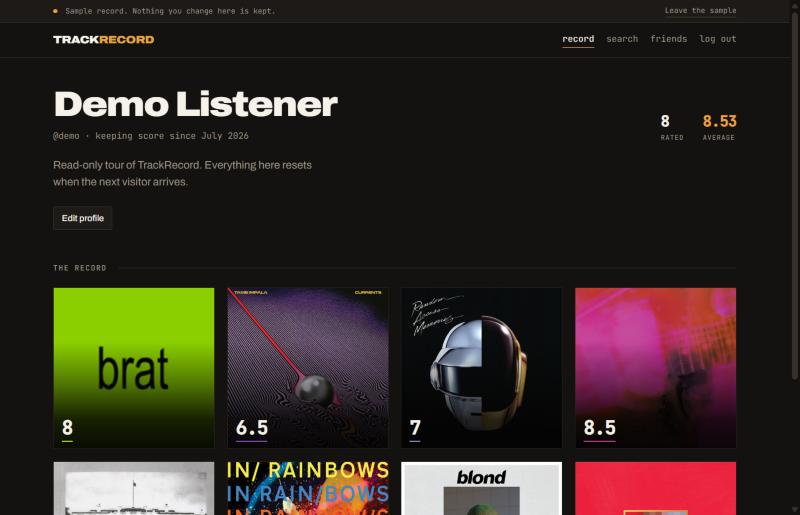 Sample record. Nothing you change here is kept.
Leave the sample
TRACKRECORD
record search friends log out
Demo Listener
@demo · keeping score since July 2026
8
RATED
8.53
AVERAGE
Read-only tour of TrackRecord. Everything here resets
when the next visitor arrives.
Edit profile
THE RECORD
brat
8
TAME IMPALA
CURRENTS
6.5
Random
Access
Memories
7
8.5
IN/ RAINBOWS
IN RAIN/BOWS
blond